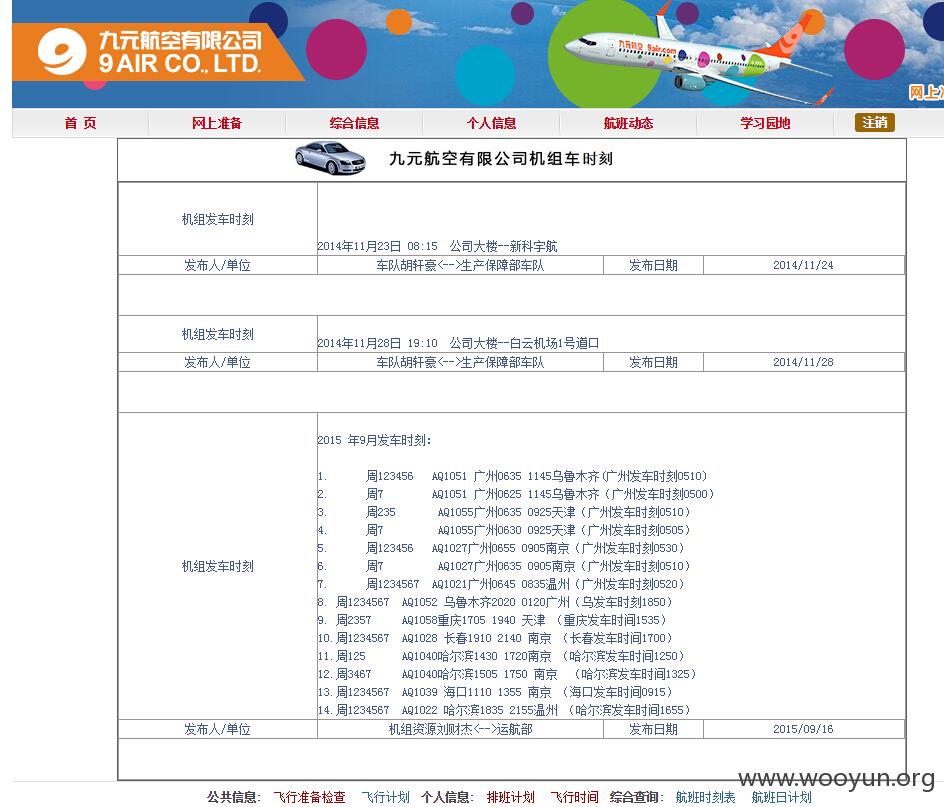 九元航空有限公司
9 AIR CO., LTD.
九元航空 9air.com
网上准
首 页 网上准备 综合信息 个人信息 航班动态 学习园地 注销
九元航空有限公司机组车时刻
机组发车时刻 2014年11月23日 08:15 公司大楼--新科宇航
发布人/单位 车队胡轩豪<-->生产保障部车队 发布日期 2014/11/24
机组发车时刻 2014年11月28日 19:10 公司大楼--白云机场1号道口
发布人/单位 车队胡轩豪<-->生产保障部车队 发布日期 2014/11/28
机组发车时刻
2015 年9月发车时刻:
1. 周123456 AQ1051 广州0635 1145乌鲁木齐(广州发车时刻0510)
2. 周7 AQ1051 广州0625 1145乌鲁木齐（广州发车时刻0500）
3. 周235 AQ1055广州0635 0925天津（广州发车时刻0510）
4. 周7 AQ1055广州0630 0925天津（广州发车时刻0505）
5. 周123456 AQ1027广州0655 0905南京（广州发车时刻0530）
6. 周7 AQ1027广州0635 0905南京（广州发车时刻0510）
7. 周1234567 AQ1021广州0645 0835温州（广州发车时刻0520）
8. 周1234567 AQ1052 乌鲁木齐2020 0120广州（乌发车时刻1850）
9. 周2357 AQ1058重庆1705 1940 天津 （重庆发车时间1535）
10. 周1234567 AQ1028 长春1910 2140 南京 （长春发车时间1700）
11. 周125 AQ1040哈尔滨1430 1720南京 （哈尔滨发车时间1250）
12. 周3467 AQ1040哈尔滨1505 1750 南京 （哈尔滨发车时间1325）
13. 周1234567 AQ1039 海口1110 1355 南京 （海口发车时间0915）
14. 周1234567 AQ1022 哈尔滨1835 2155温州 （哈尔滨发车时间1655）
发布人/单位 机组资源刘财杰<-->运航部 发布日期 2015/09/16
www.wooyun.org
公共信息: 飞行准备检查 飞行计划 个人信息: 排班计划 飞行时间 综合查询: 航班时刻表 航班日计划